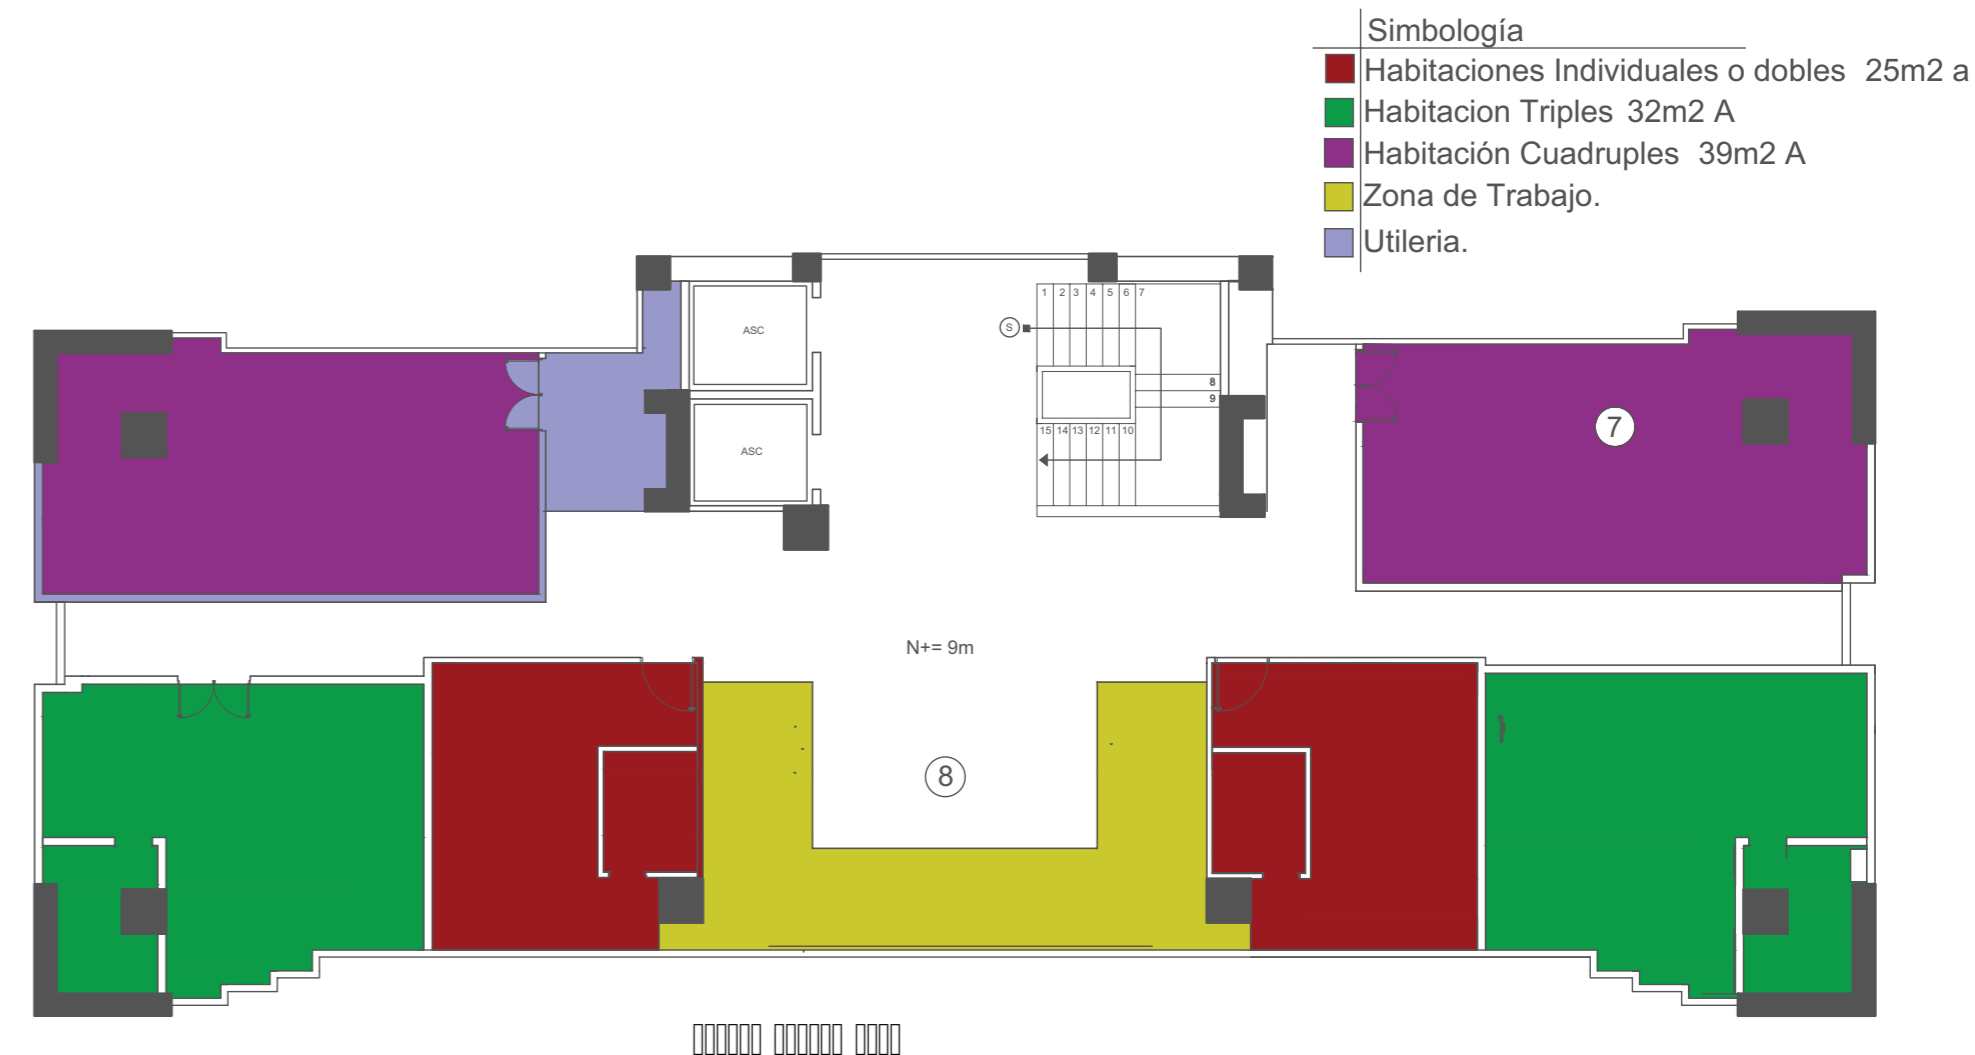 Simbología
Habitaciones Individuales o dobles 25m2 a
Habitacion Triples 32m2 A
Habitación Cuadruples 39m2 A
Zona de Trabajo.
Utileria.
1 2 3 4 5 6 7
ASC
S
8
9
7
15 14 13 12 11 10
ASC
N+= 9m
8